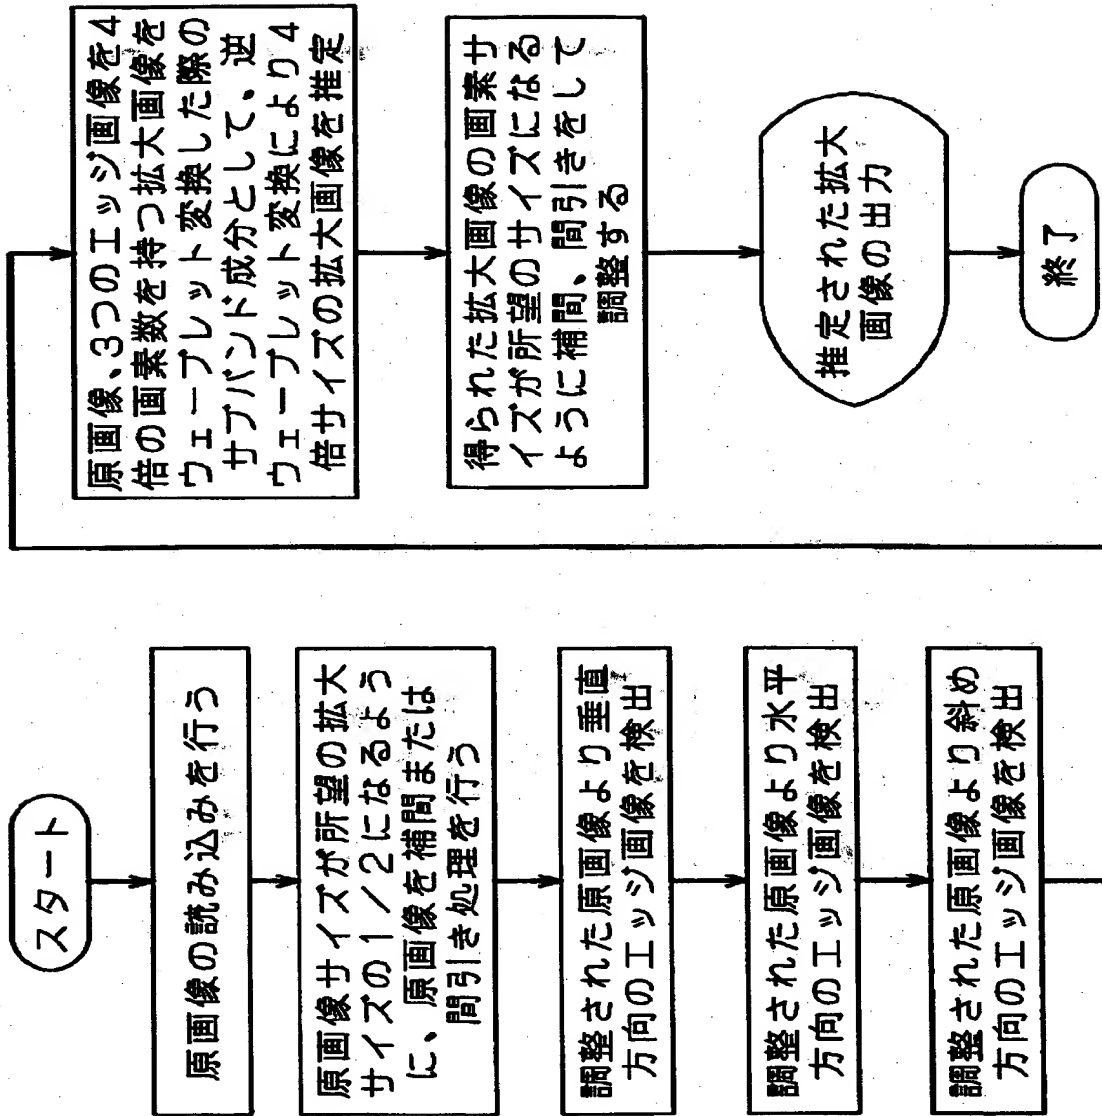 スタート
原画像の読み込みを行う
原画像サイズが所望の拡大
サイズの1／2になるよう
に、原画像を補間または
間引き処理を行う
調整された原画像より垂直
方向のエッジ画像を検出
調整された原画像より水平
方向のエッジ画像を検出
調整された原画像より斜め
方向のエッジ画像を検出
原画像、3つのエッジ画像を4
倍の画素数を持つ拡大画像を
ウェーブレット変換した際の
サブバンド成分として、逆
ウェーブレット変換により4
倍サイズの拡大画像を推定
得られた拡大画像の画素サ
イズが所望のサイズになる
ように補間、間引きをして
調整する
推定された拡大
画像の出力
終了